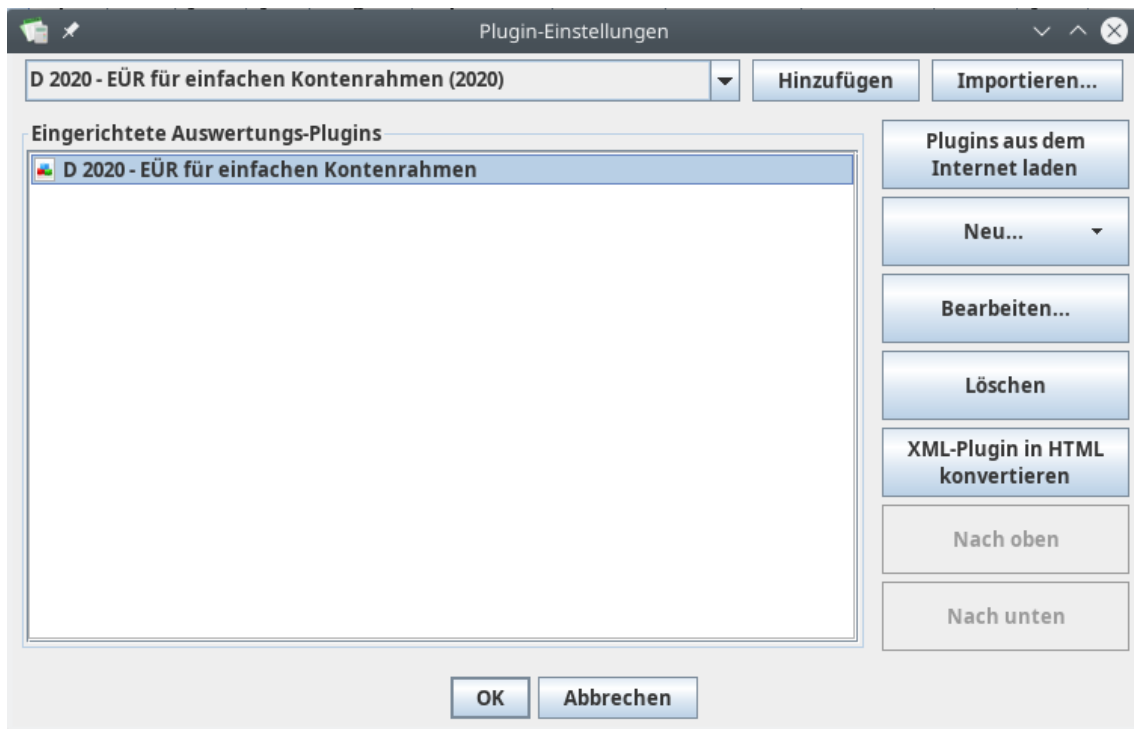 Plugin-Einstellungen
D 2020 - EÜR für einfachen Kontenrahmen (2020)
Hinzufügen
Importieren...
Eingerichtete Auswertungs-Plugins
D 2020 - EÜR für einfachen Kontenrahmen
Plugins aus dem
Internet laden
Neu...
Bearbeiten...
Löschen
XML-Plugin in HTML
konvertieren
Nach oben
Nach unten
OK
Abbrechen